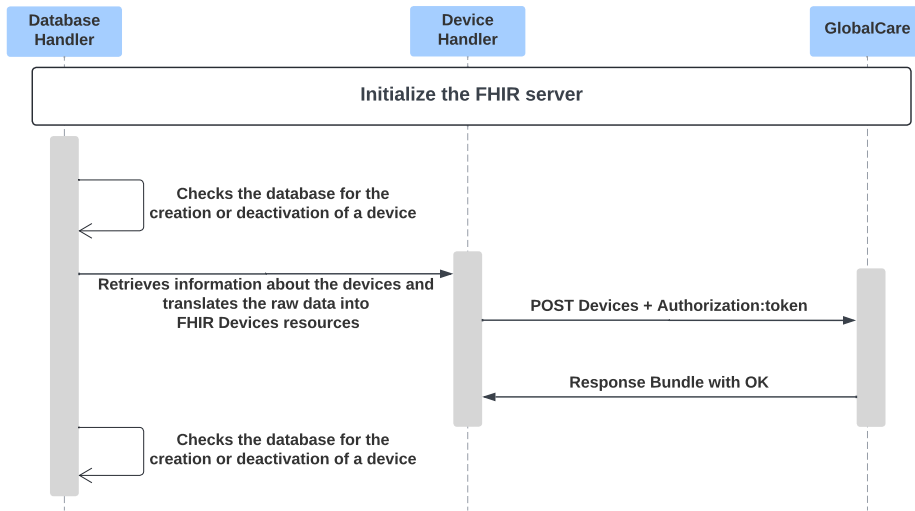 Database
Handler
Device
Handler
GlobalCare
Initialize the FHIR server
Checks the database for the
creation or deactivation of a device
Retrieves information about the devices and
translates the raw data into
FHIR Devices resources
POST Devices + Authorization:token
Response Bundle with OK
Checks the database for the
creation or deactivation of a device